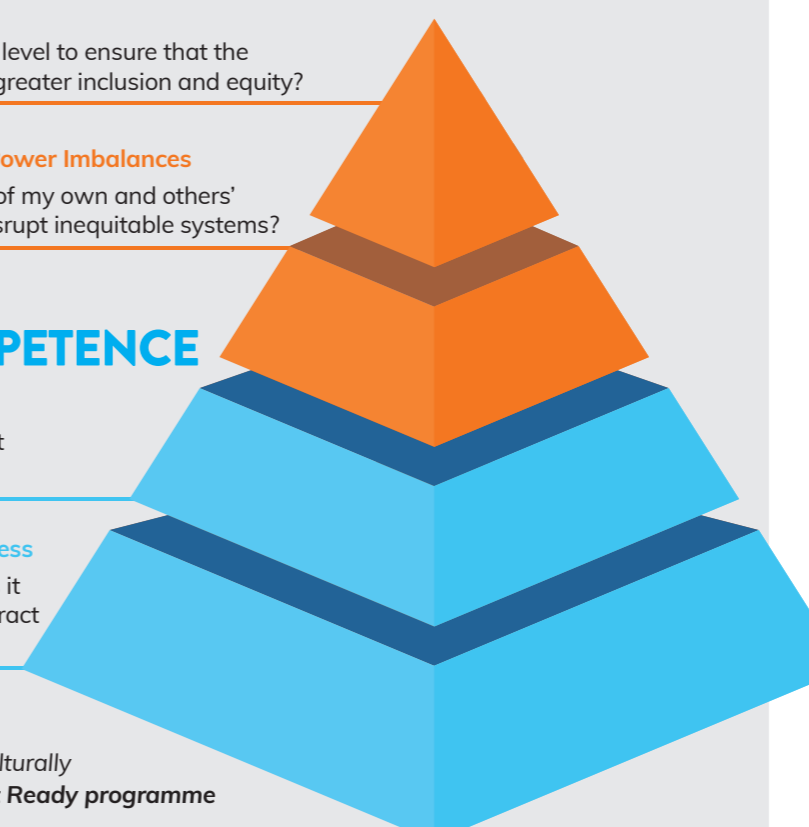 level to ensure that the
greater inclusion and equity?
ower Imbalances
of my own and others’
srupt inequitable systems?
PETENCE
t
ess
it
ract
lturally
Ready programme